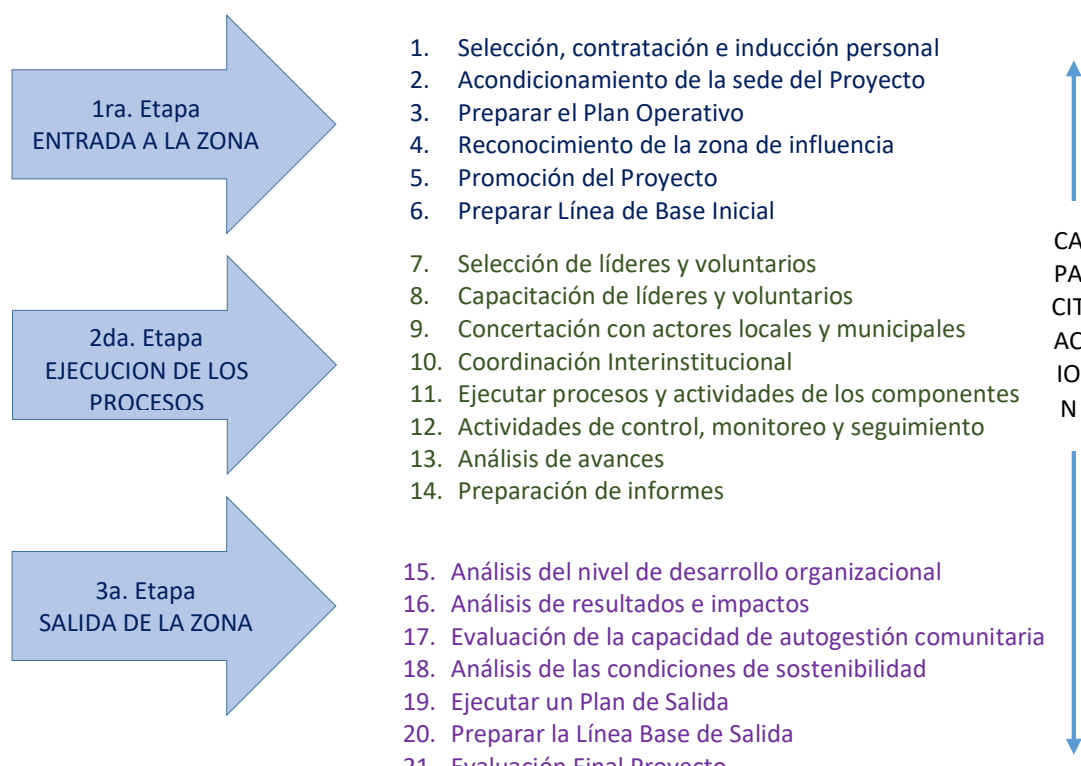 1ra. Etapa
ENTRADA A LA ZONA
1. Selección, contratación e inducción personal
2. Acondicionamiento de la sede del Proyecto
3. Preparar el Plan Operativo
4. Reconocimiento de la zona de influencia
5. Promoción del Proyecto
6. Preparar Línea de Base Inicial
2da. Etapa
EJECUCION DE LOS
PROCESOS
7. Selección de líderes y voluntarios
8. Capacitación de líderes y voluntarios
9. Concertación con actores locales y municipales
10. Coordinación Interinstitucional
11. Ejecutar procesos y actividades de los componentes
12. Actividades de control, monitoreo y seguimiento
13. Análisis de avances
14. Preparación de informes
3a. Etapa
SALIDA DE LA ZONA
15. Análisis del nivel de desarrollo organizacional
16. Análisis de resultados e impactos
17. Evaluación de la capacidad de autogestión comunitaria
18. Análisis de las condiciones de sostenibilidad
19. Ejecutar un Plan de Salida
20. Preparar la Línea Base de Salida
21. Evaluación Final Proyecto
CA
PA
CIT
AC
IO
N